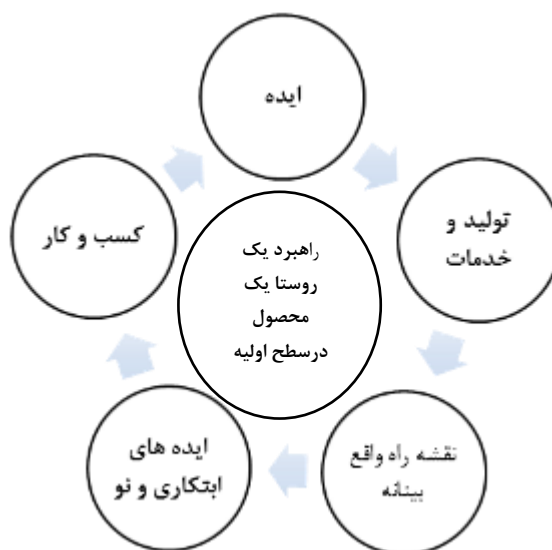 ایده
تولید و
خدمات
نقشه راه واقع
بینانه
ایده های
ابتکاری و نو
کسب و کار
راهبرد یک
روستا یک
محصول
درسطح اولیه